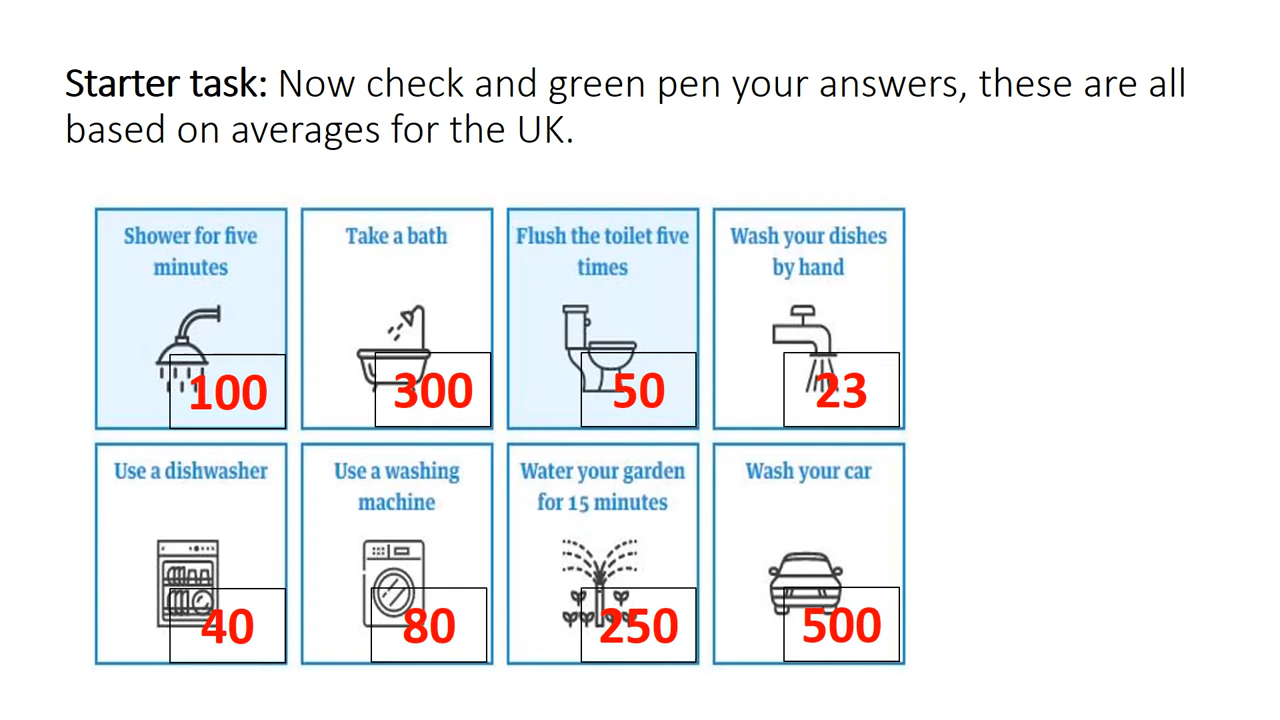 Starter task: Now check and green pen your answers, these are all
based on averages for the UK.
Shower for five
minutes
100
Take a bath
300
Flush the toilet five
times
50
Wash your dishes
by hand
23
Use a dishwasher
40
Use a washing
machine
80
Water your garden
for 15 minutes
250
Wash your car
500